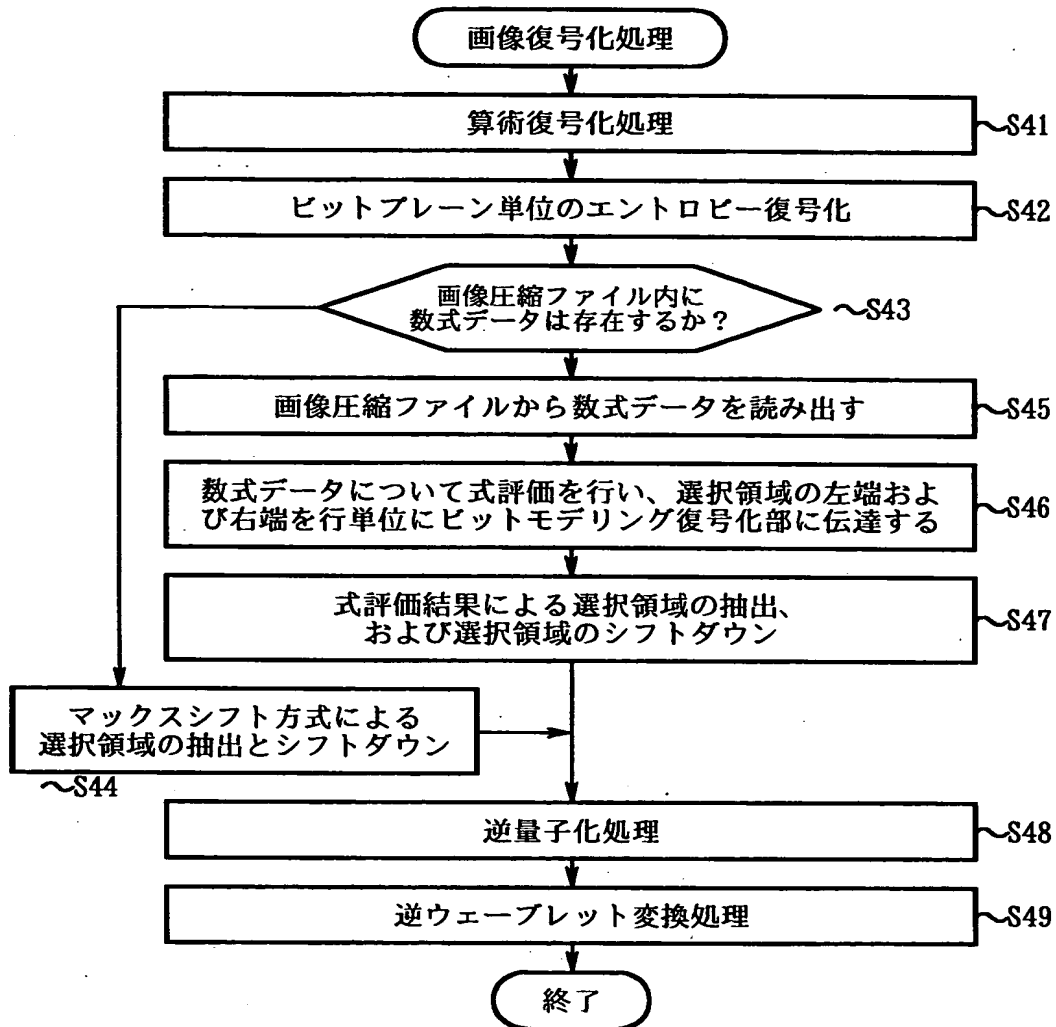 画像復号化処理
算術復号化処理
～S41
ビットプレーン単位のエントロピー復号化
～S42
画像圧縮ファイル内に
数式データは存在するか？
～S43
画像圧縮ファイルから数式データを読み出す
～S45
数式データについて式評価を行い、選択領域の左端およ
び右端を行単位にビットモデリング復号化部に伝達する
～S46
式評価結果による選択領域の抽出、
および選択領域のシフトダウン
～S47
マックスシフト方式による
選択領域の抽出とシフトダウン
～S44
逆量子化処理
～S48
逆ウェーブレット変換処理
～S49
終了